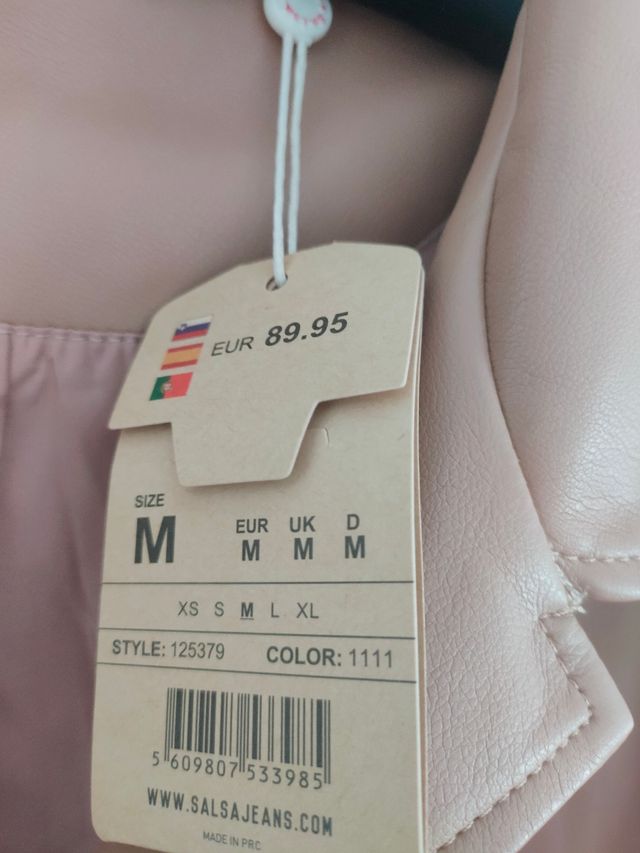 EUR 89.95
SIZE
M
EUR UK D
M M M
XS S M L XL
STYLE: 125379 COLOR: 1111
5 609807 533985
WWW.SALSAJEANS.COM
MADE IN PRC